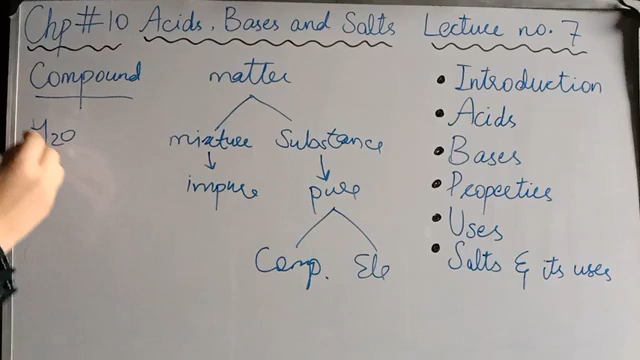 Chp #10 Acids, Bases and Salts
Lecture no. 7
Compound
H2O
matter
mixture Substance
impure pure
Comp. Ele
• Introduction
• Acids
• Bases
• Properties
• Uses
• Salts & its uses